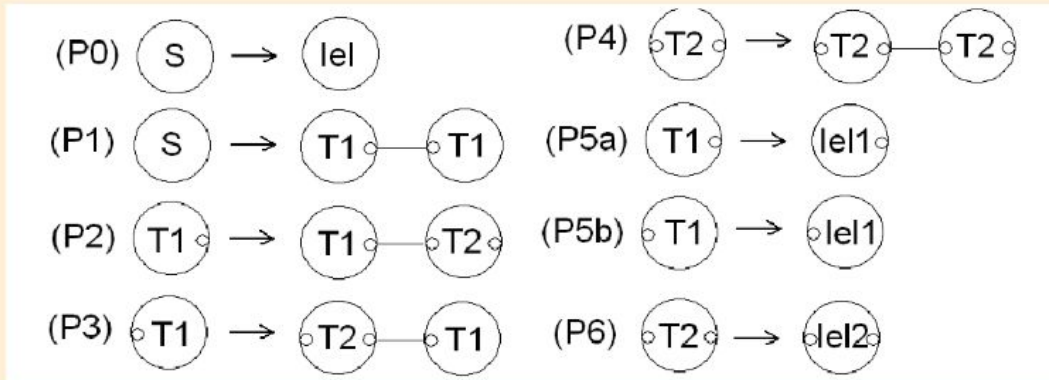 (P0) S → lel
(P1) S → T1 T1
(P2) T1 → T1 T2
(P3) T1 → T2 T1
(P4) T2 → T2 T2
(P5a) T1 → lel1
(P5b) T1 → lel1
(P6) T2 → lel2